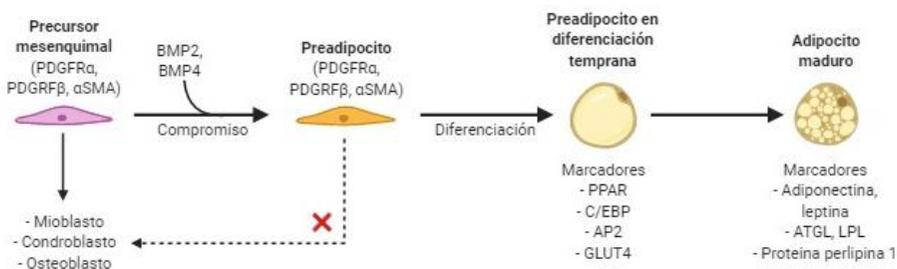 Precursor
mesenquimal
(PDGFRα,
PDGRFβ, αSMA)
BMP2,
BMP4
Compromiso
Preadipocito
(PDGFRα,
PDGRFβ, αSMA)
Diferenciación
Preadipocito en
diferenciación
temprana
Adipocito
maduro
- Mioblasto
- Condroblasto
- Osteoblasto
Marcadores
- PPAR
- C/EBP
- AP2
- GLUT4
Marcadores
- Adiponectina,
leptina
- ATGL, LPL
- Proteina perlipina 1